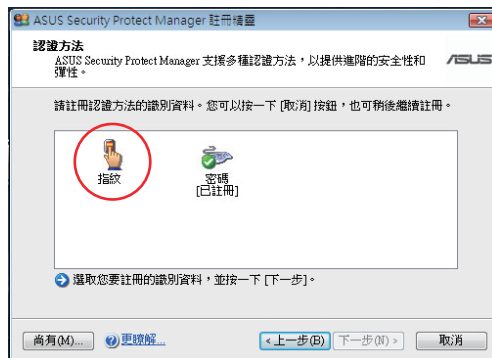 ASUS Security Protect Manager 註冊精靈
認證方法
ASUS Security Protect Manager 支援多種認證方法，以提供進階的安全性和
彈性。
ASUS
請註冊認證方法的識別資料。您可以按一下 [取消] 按鈕，也可稍後繼續註冊。
指紋
密碼
[已註冊]
選取您要註冊的識別資料，並按一下 [下一步]。
尚有(M)...
更瞭解...
<上一步(B)
下一步(N)>
取消